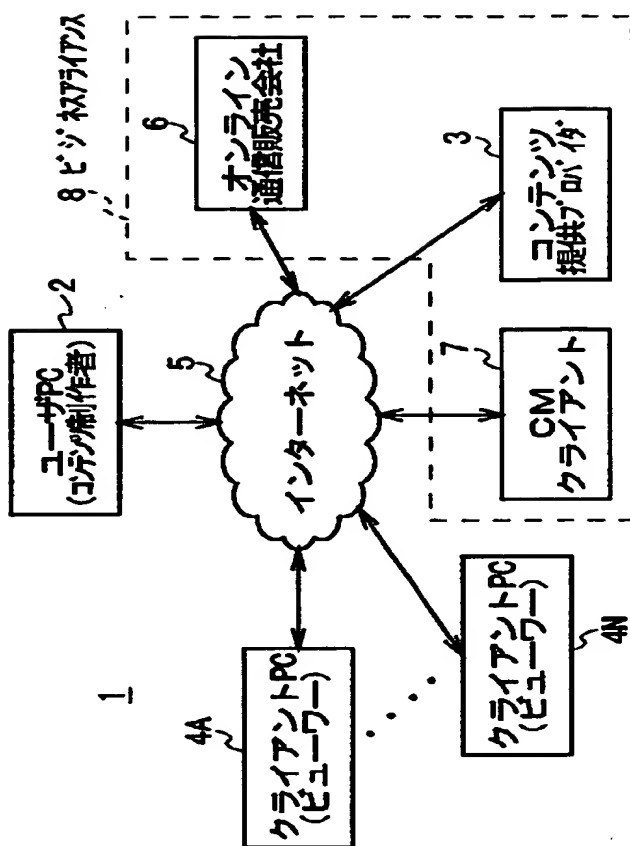 1
ユーザPC
(コンテンツ制作者)
2
8 ビジネスアライアンス
4A
クライアントPC
(ビューワー)
5
インターネット
6
オンライン
通信販売会社
4N
クライアントPC
(ビューワー)
7
CM
クライアント
3
コンテンツ
提供プロバイダ